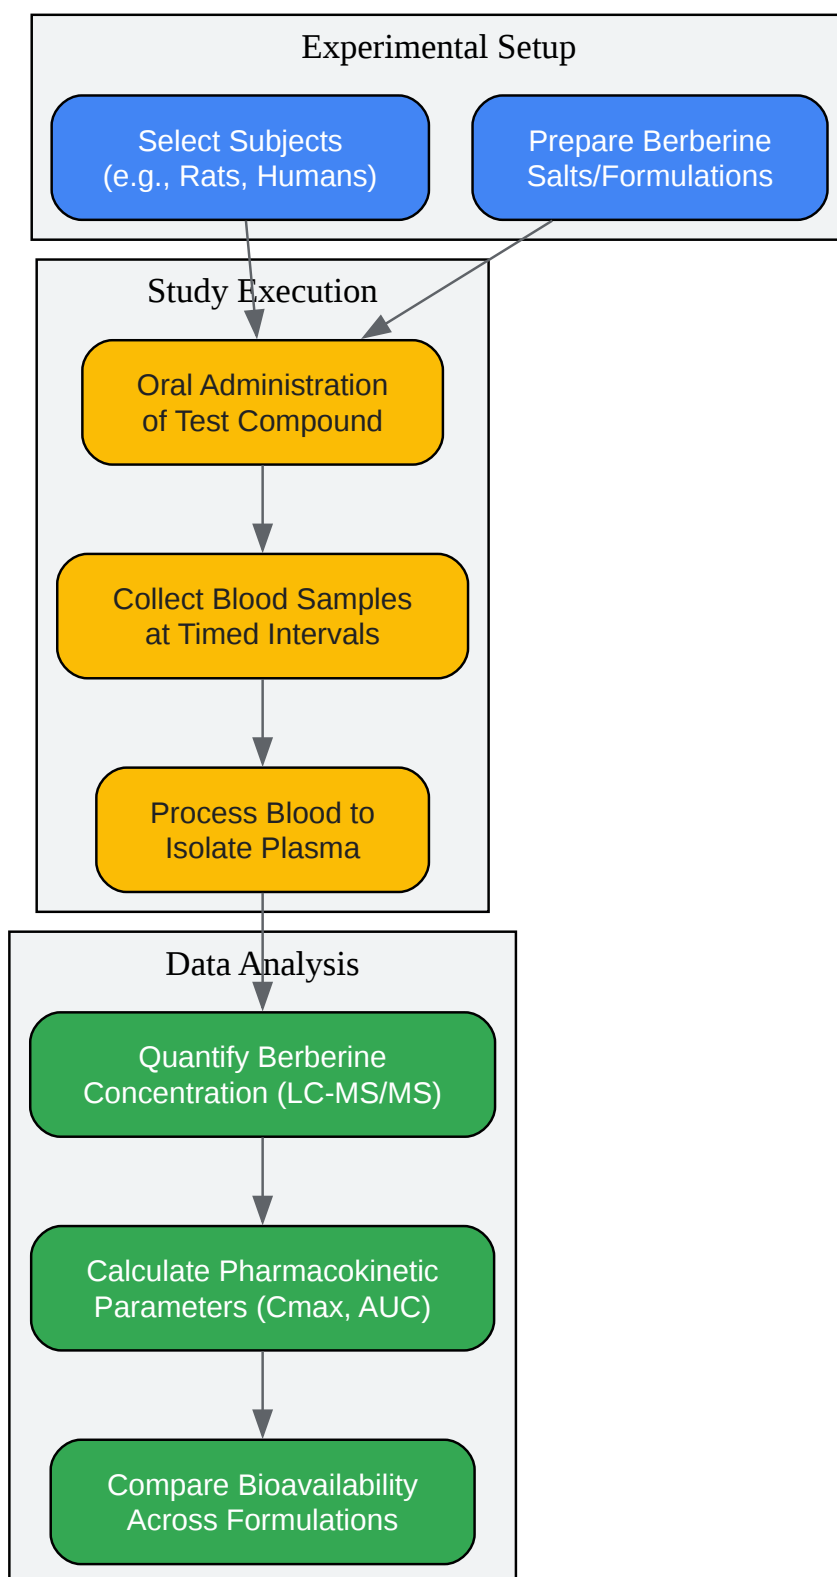 Experimental Setup
Select Subjects
(e.g., Rats, Humans)
Prepare Berberine
Salts/Formulations
Study Execution
Oral Administration
of Test Compound
Collect Blood Samples
at Timed Intervals
Process Blood to
Isolate Plasma
Data Analysis
Quantify Berberine
Concentration (LC-MS/MS)
Calculate Pharmacokinetic
Parameters (Cmax, AUC)
Compare Bioavailability
Across Formulations